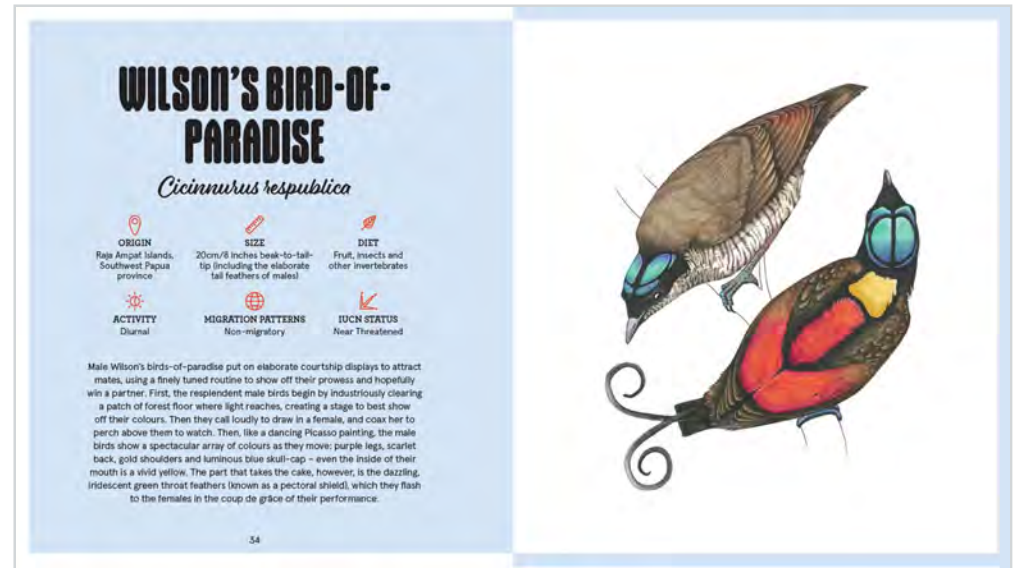 WILSON'S BIRD-OF-
PARADISE
Cicinnurus respublica
ORIGIN
Raja Ampat Islands,
Southwest Papua
province
SIZE
20cm/8 inches beak-to-tail-
tip (including the elaborate
tail feathers of males)
DIET
Fruit, insects and
other invertebrates
ACTIVITY
Diurnal
MIGRATION PATTERNS
Non-migratory
IUCN STATUS
Near Threatened
Male Wilson's birds-of-paradise put on elaborate courtship displays to attract
mates, using a finely tuned routine to show off their prowess and hopefully
win a partner. First, the resplendent male birds begin by industriously clearing
a patch of forest floor where light reaches, creating a stage to best show
off their colours. Then they call loudly to draw in a female, and coax her to
perch above them to watch. Then, like a dancing Picasso painting, the male
birds show a spectacular array of colours as they move: purple legs, scarlet
back, gold shoulders and luminous blue skull-cap – even the inside of their
mouth is a vivid yellow. The part that takes the cake, however, is the dazzling,
iridescent green throat feathers (known as a pectoral shield), which they flash
to the females in the coup de grâce of their performance.
34